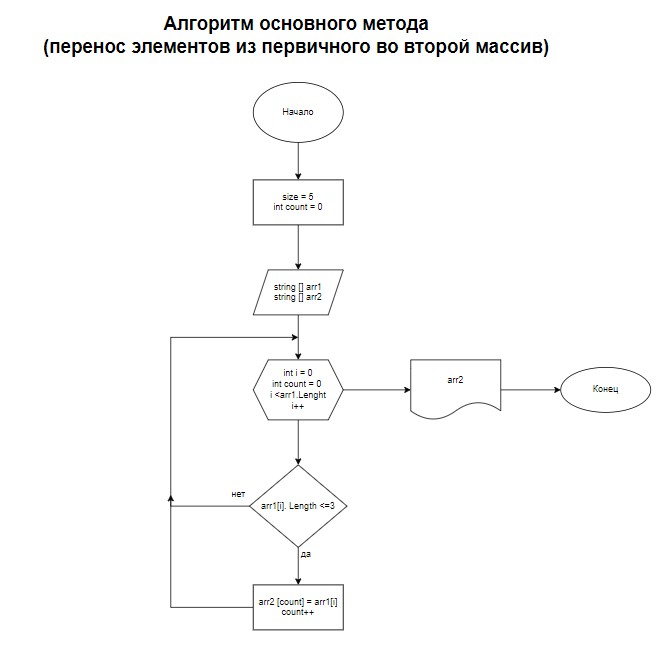 Алгоритм основного метода
(перенос элементов из первичного во второй массив)
Начало
size = 5
int count = 0
string [] arr1
string [] arr2
int i = 0
int count = 0
i <arr1.Lenght
i++
arr2
Конец
нет
arr1[i]. Length <=3
да
arr2 [count] = arr1[i]
count++